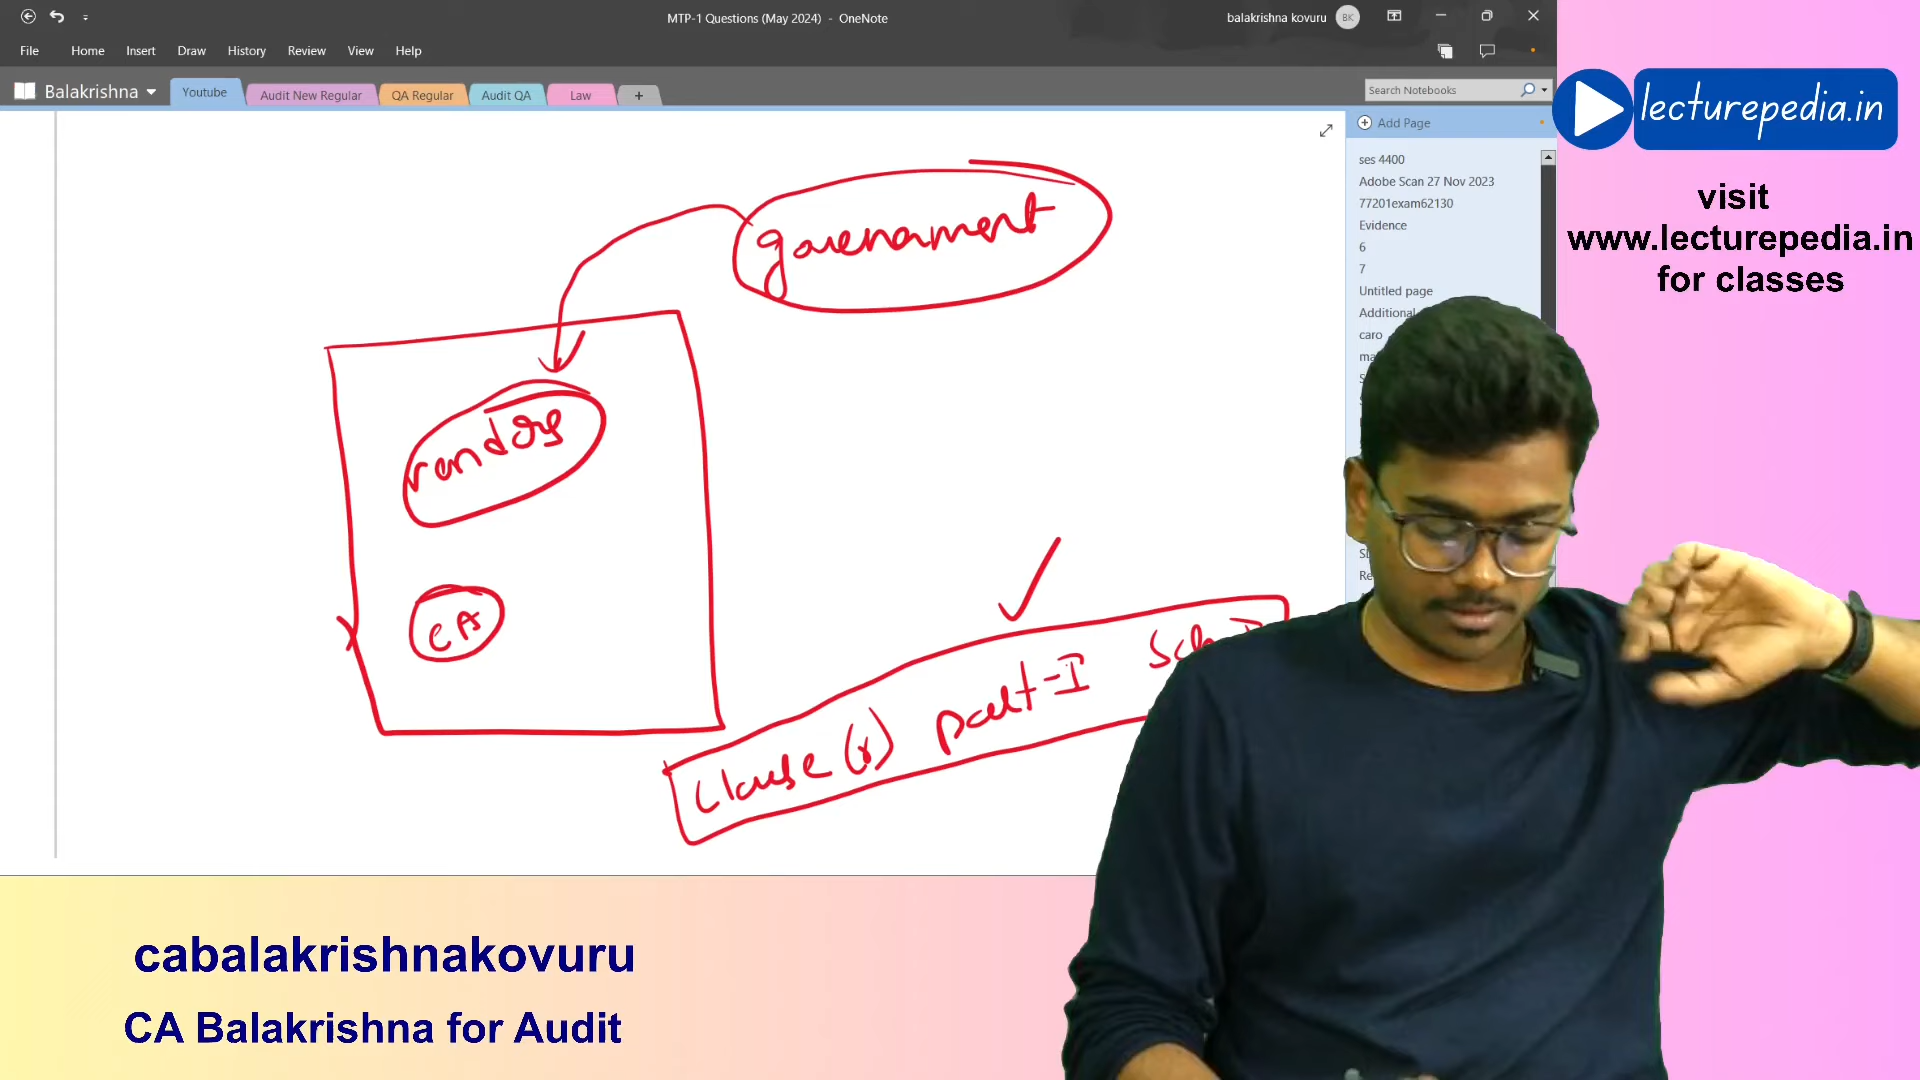 MTP-1 Questions (May 2024) - OneNote
balakrishna kovuru BK
File Home Insert Draw History Review View Help
Balakrishna Youtube Audit New Regular QA Regular Audit QA Law +
Search Notebooks
lecturepedia.in
visit
www.lecturepedia.in
for classes
Add Page
ses 4400
Adobe Scan 27 Nov 2023
77201exam62130
Evidence
6
7
Untitled page
Additional
caro
government
vendors
CA
Clause part-I
cabalakrishnakovuru
CA Balakrishna for Audit